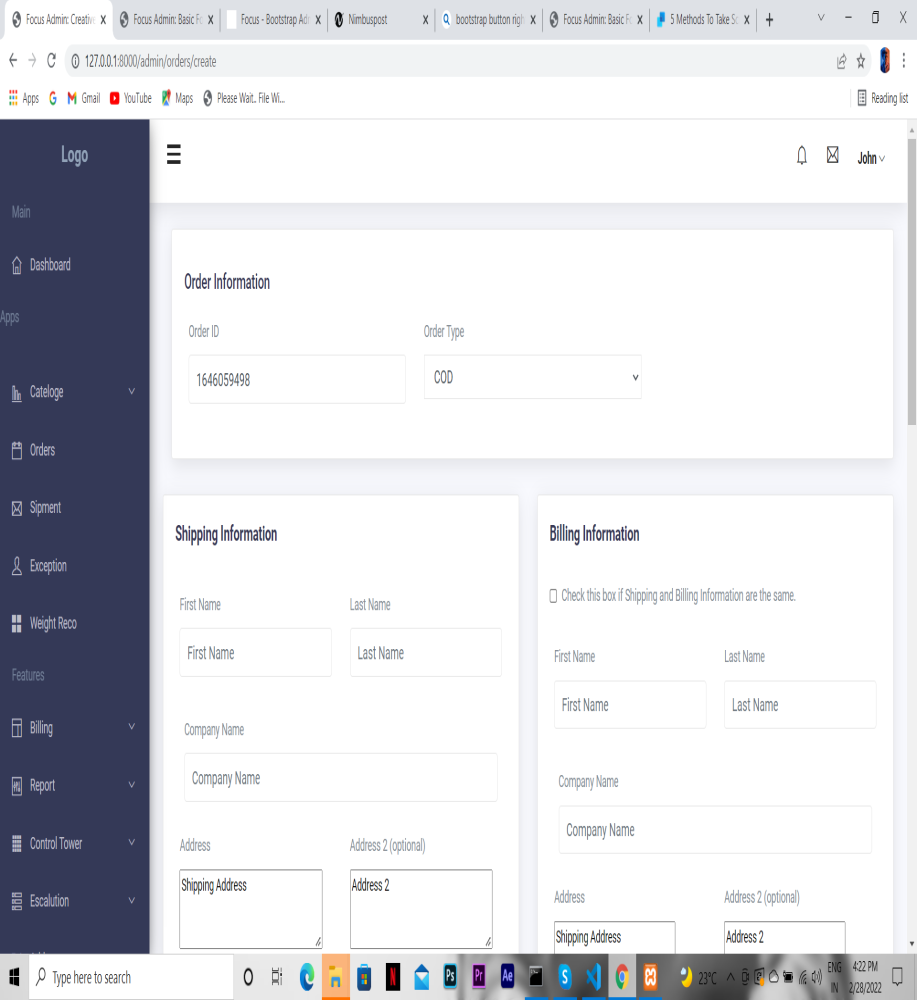 Focus Admin: Creative
Focus Admin: Basic Fo
Focus - Bootstrap Adm
Nimbuspost
bootstrap button righ
Focus Admin: Basic Fo
5 Methods To Take Sc
127.0.0.1:8000/admin/orders/create
Apps
Gmail
YouTube
Maps
Please Wait.. File Wi...
Reading list
Logo
John
Main
Dashboard
Apps
Cateloge
Orders
Sipment
Exception
Weight Reco
Features
Billing
Report
Control Tower
Escalution
Order Information
Order ID
Order Type
1646059498
COD
Shipping Information
First Name
Last Name
First Name
Last Name
Company Name
Company Name
Address
Address 2 (optional)
Shipping Address
Address 2
Billing Information
Check this box if Shipping and Billing Information are the same.
First Name
Last Name
First Name
Last Name
Company Name
Company Name
Address
Address 2 (optional)
Shipping Address
Address 2
Type here to search
Ps
Pr
Ae
23°C
ENG
IN
4:22 PM
2/28/2022